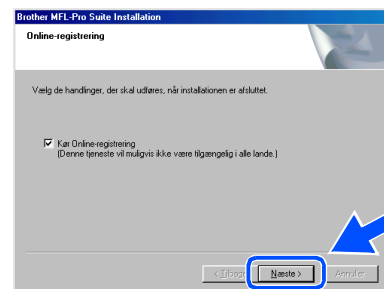 Brother MFL-Pro Suite Installation
Online-registrering
Vælg de handlinger, der skal udføres, når installationen er afsluttet.
Kør Online-registrering
(Denne tjeneste vil muligvis ikke være tilgængelig i alle lande.)
< Tilbage Næste > Annuller